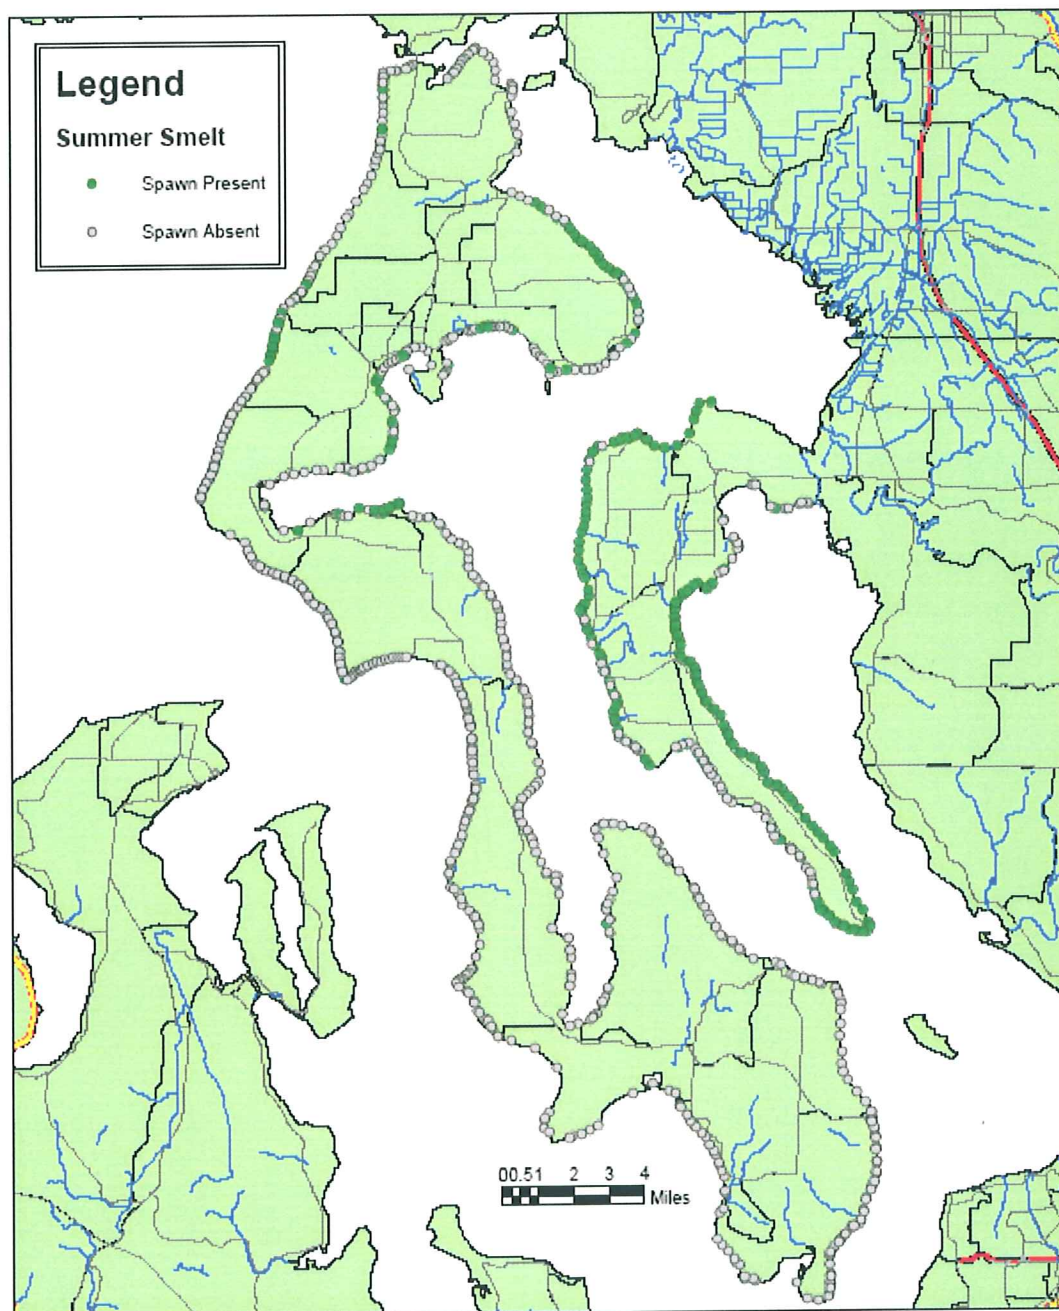 Legend
Summer Smelt
Spawn Present
Spawn Absent
00.51 2 3 4
Miles